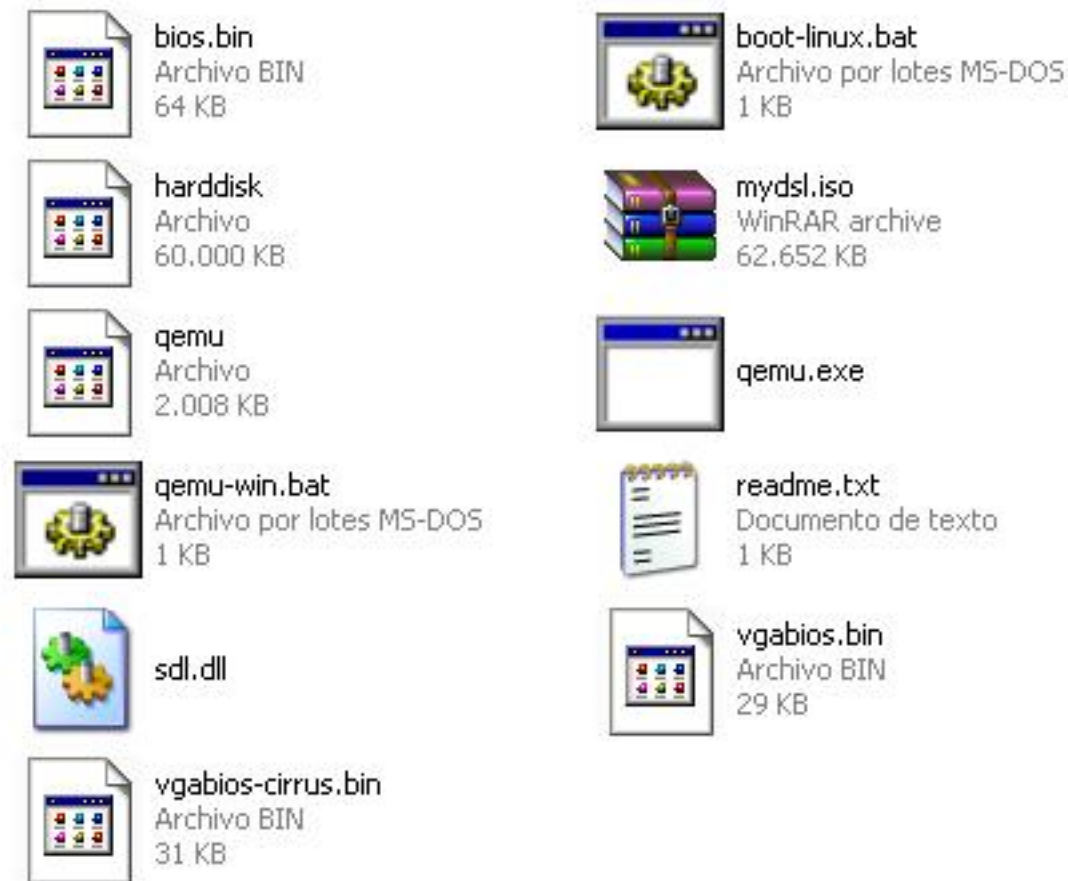 bios.bin
Archivo BIN
64 KB
boot-linux.bat
Archivo por lotes MS-DOS
1 KB
harddisk
Archivo
60.000 KB
mydsl.iso
WinRAR archive
62.652 KB
qemu
Archivo
2.008 KB
qemu.exe
qemu-win.bat
Archivo por lotes MS-DOS
1 KB
readme.txt
Documento de texto
1 KB
sdl.dll
vgabios.bin
Archivo BIN
29 KB
vgabios-cirrus.bin
Archivo BIN
31 KB